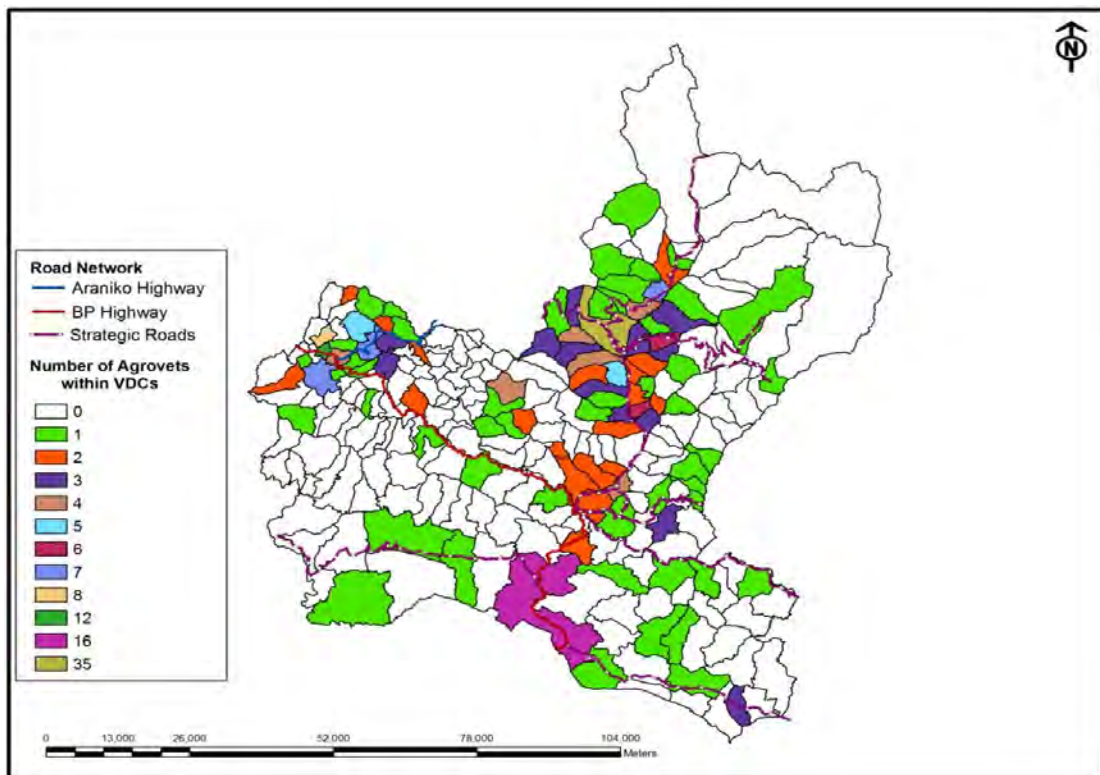 N
Road Network
Araniko Highway
BP Highway
Strategic Roads
Number of Agrovets
within VDCs
0
1
2
3
4
5
6
7
8
12
16
35
0 13,000 26,000 52,000 78,000 104,000
Meters